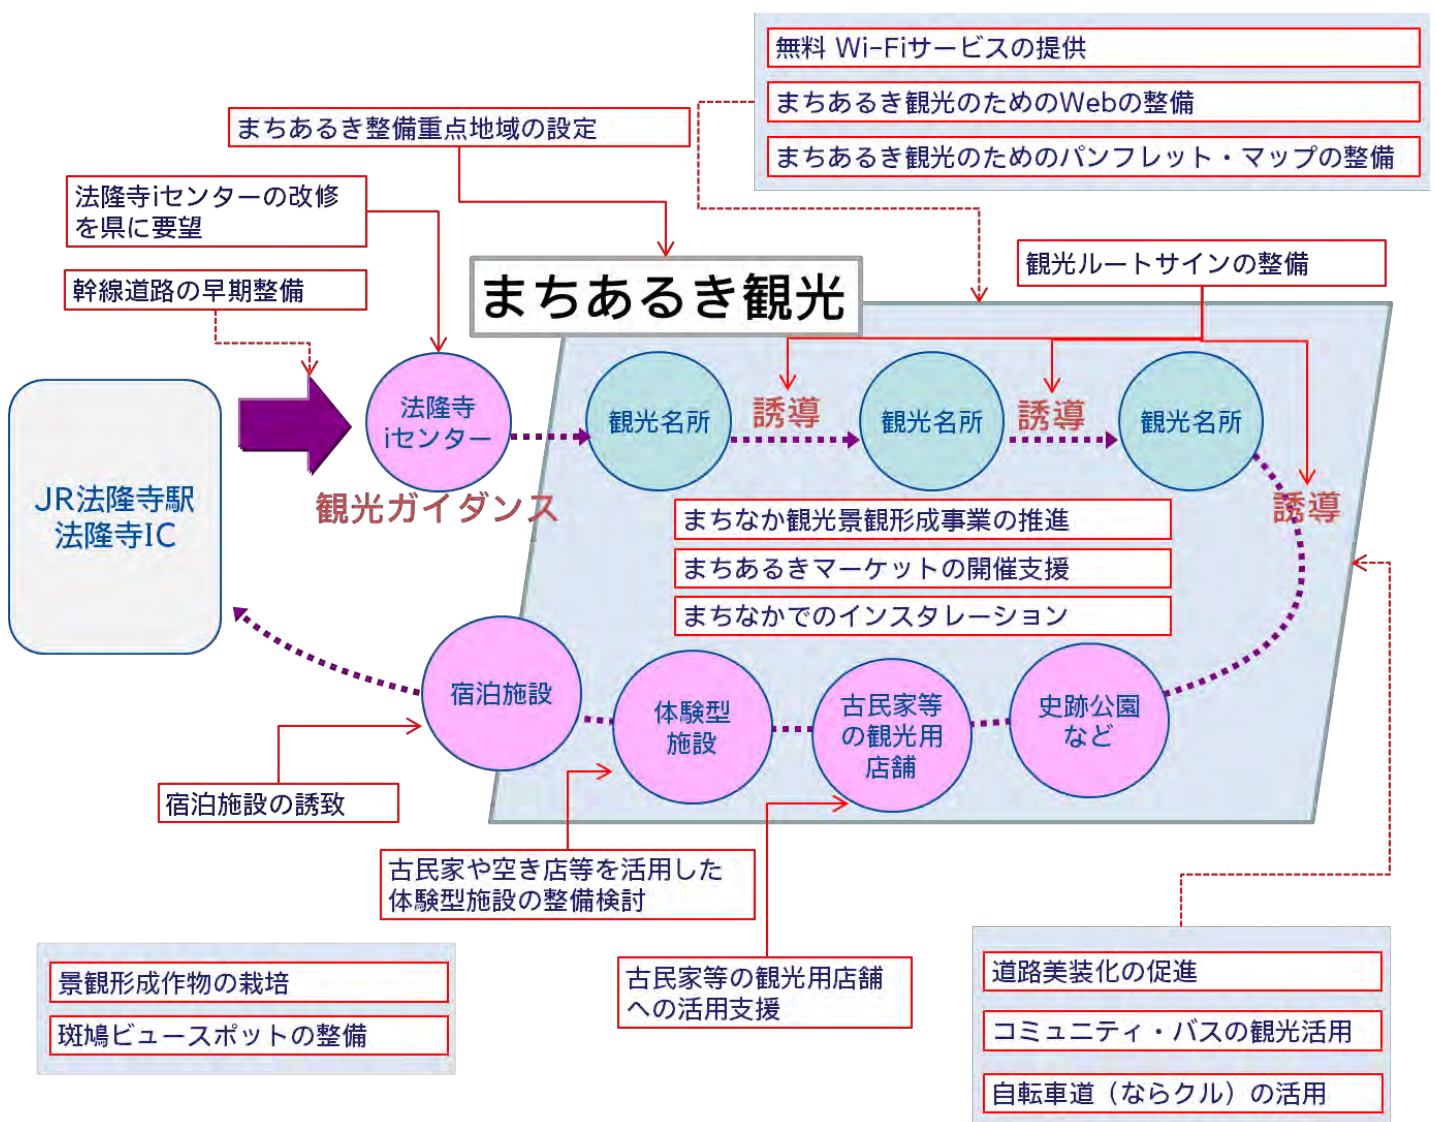 無料 Wi-Fiサービスの提供
まちあるき観光のためのWebの整備
まちあるき観光のためのパンフレット・マップの整備
まちあるき整備重点地域の設定
法隆寺iセンターの改修
を県に要望
観光ルートサインの整備
幹線道路の早期整備
まちあるき観光
JR法隆寺駅
法隆寺IC
法隆寺
iセンター
観光ガイダンス
観光名所
誘導
観光名所
誘導
観光名所
誘導
まちなか観光景観形成事業の推進
まちあるきマーケットの開催支援
まちなかでのインスタレーション
宿泊施設
体験型
施設
古民家等
の観光用
店舗
史跡公園
など
宿泊施設の誘致
古民家や空き店等を活用した
体験型施設の整備検討
古民家等の観光用店舗
への活用支援
景観形成作物の栽培
斑鳩ビュースポットの整備
道路美装化の促進
コミュニティ・バスの観光活用
自転車道（ならクル）の活用